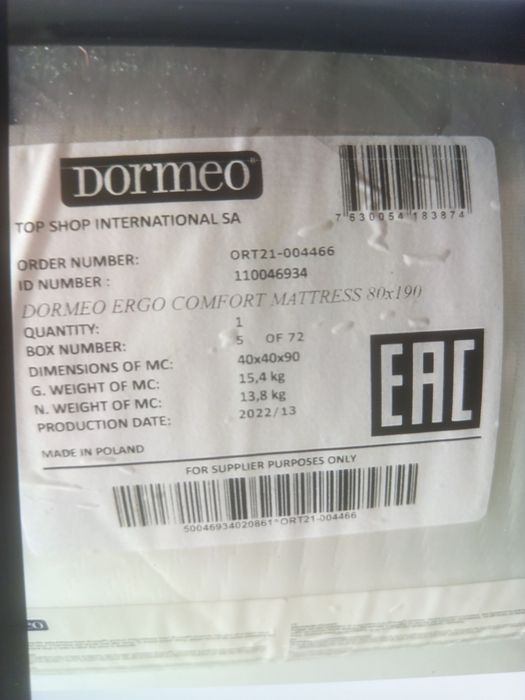 DORMEO®
7 630054 183874
TOP SHOP INTERNATIONAL SA
ORDER NUMBER: ORT21-004466
ID NUMBER : 110046934
DORMEO ERGO COMFORT MATTRESS 80x190
QUANTITY: 1
BOX NUMBER: 5 OF 72
DIMENSIONS OF MC: 40x40x90
G. WEIGHT OF MC: 15,4 kg
N. WEIGHT OF MC: 13,8 kg
PRODUCTION DATE: 2022/13
EAC
MADE IN POLAND
FOR SUPPLIER PURPOSES ONLY
50046934020861*ORT21-004466